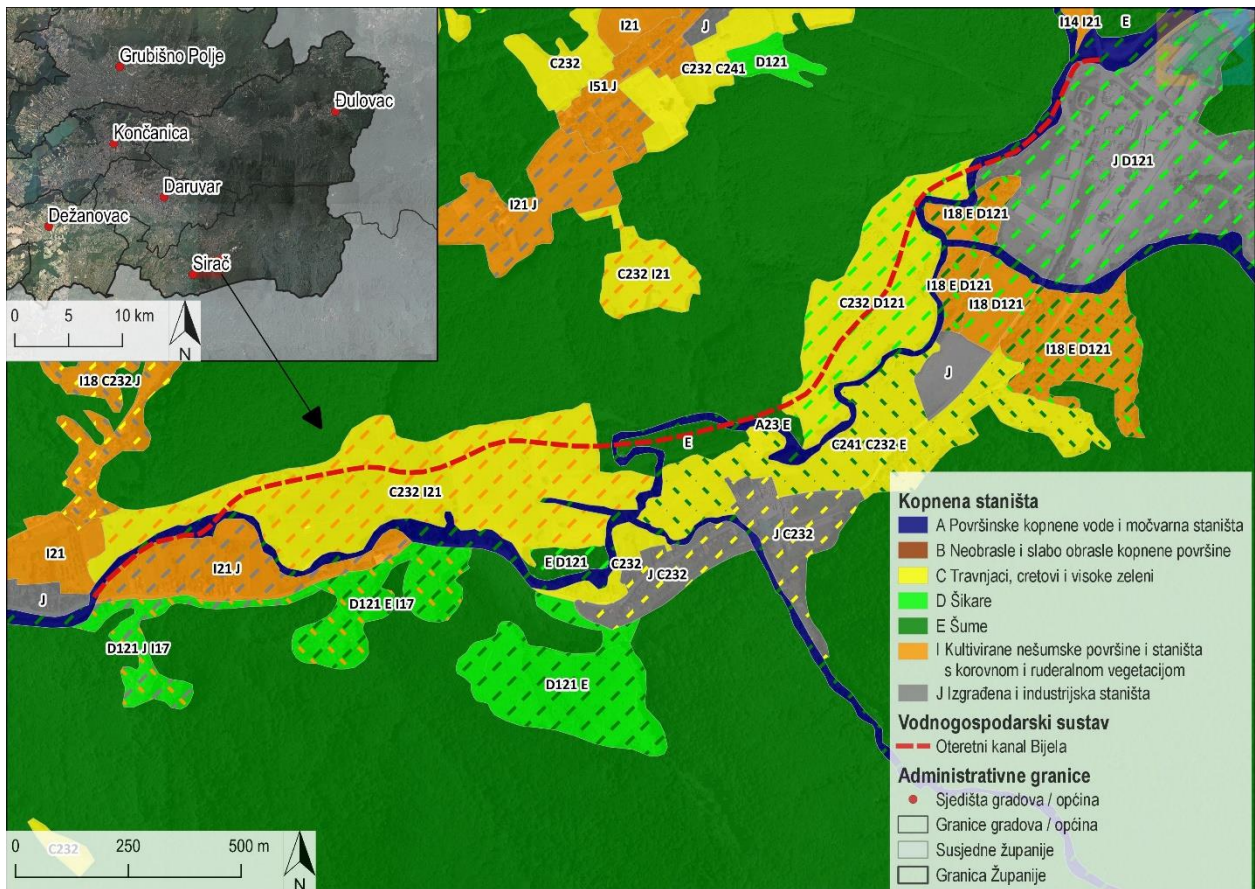 Grubišno Polje
Đulovac
Končanica
Daruvar
Dežanovac
Sirač
0 5 10 km
N
I21
J
C232
C232 C241
D121
I51 J
I21 J
C232 I21
I14 I21
E
J D121
I18 E D121
C232 D121
I18 E D121
I18 D121
I18 E D121
J
I18 C232 J
A23 E
E
C241 C232 E
C232 I21
I21
I21 J
J
E D121
C232
J C232
J C232
D121 E I17
D121 J I17
D121 E
C232
0 250 500 m
N
Kopnena staništa
A Površinske kopnene vode i močvarna staništa
B Neobrasle i slabo obrasle kopnene površine
C Travnjaci, cretovi i visoke zeleni
D Šikare
E Šume
I Kultivirane nešumske površine i staništa
s korovnom i ruderalnom vegetacijom
J Izgrađena i industrijska staništa
Vodnogospodarski sustav
Oteretni kanal Bijela
Administrativne granice
Sjedišta gradova / općina
Granice gradova / općina
Susjedne županije
Granica Županije